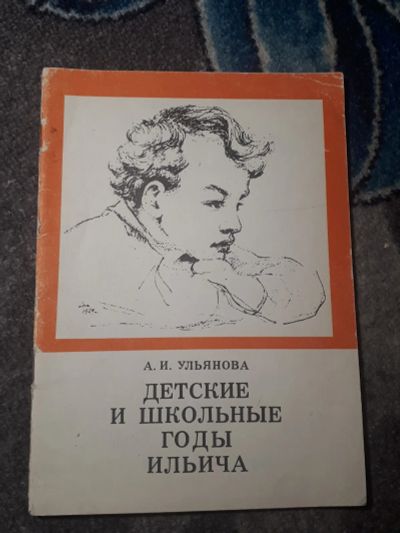 А. И. УЛЬЯНОВА
ДЕТСКИЕ
И ШКОЛЬНЫЕ
ГОДЫ
ИЛЬИЧА